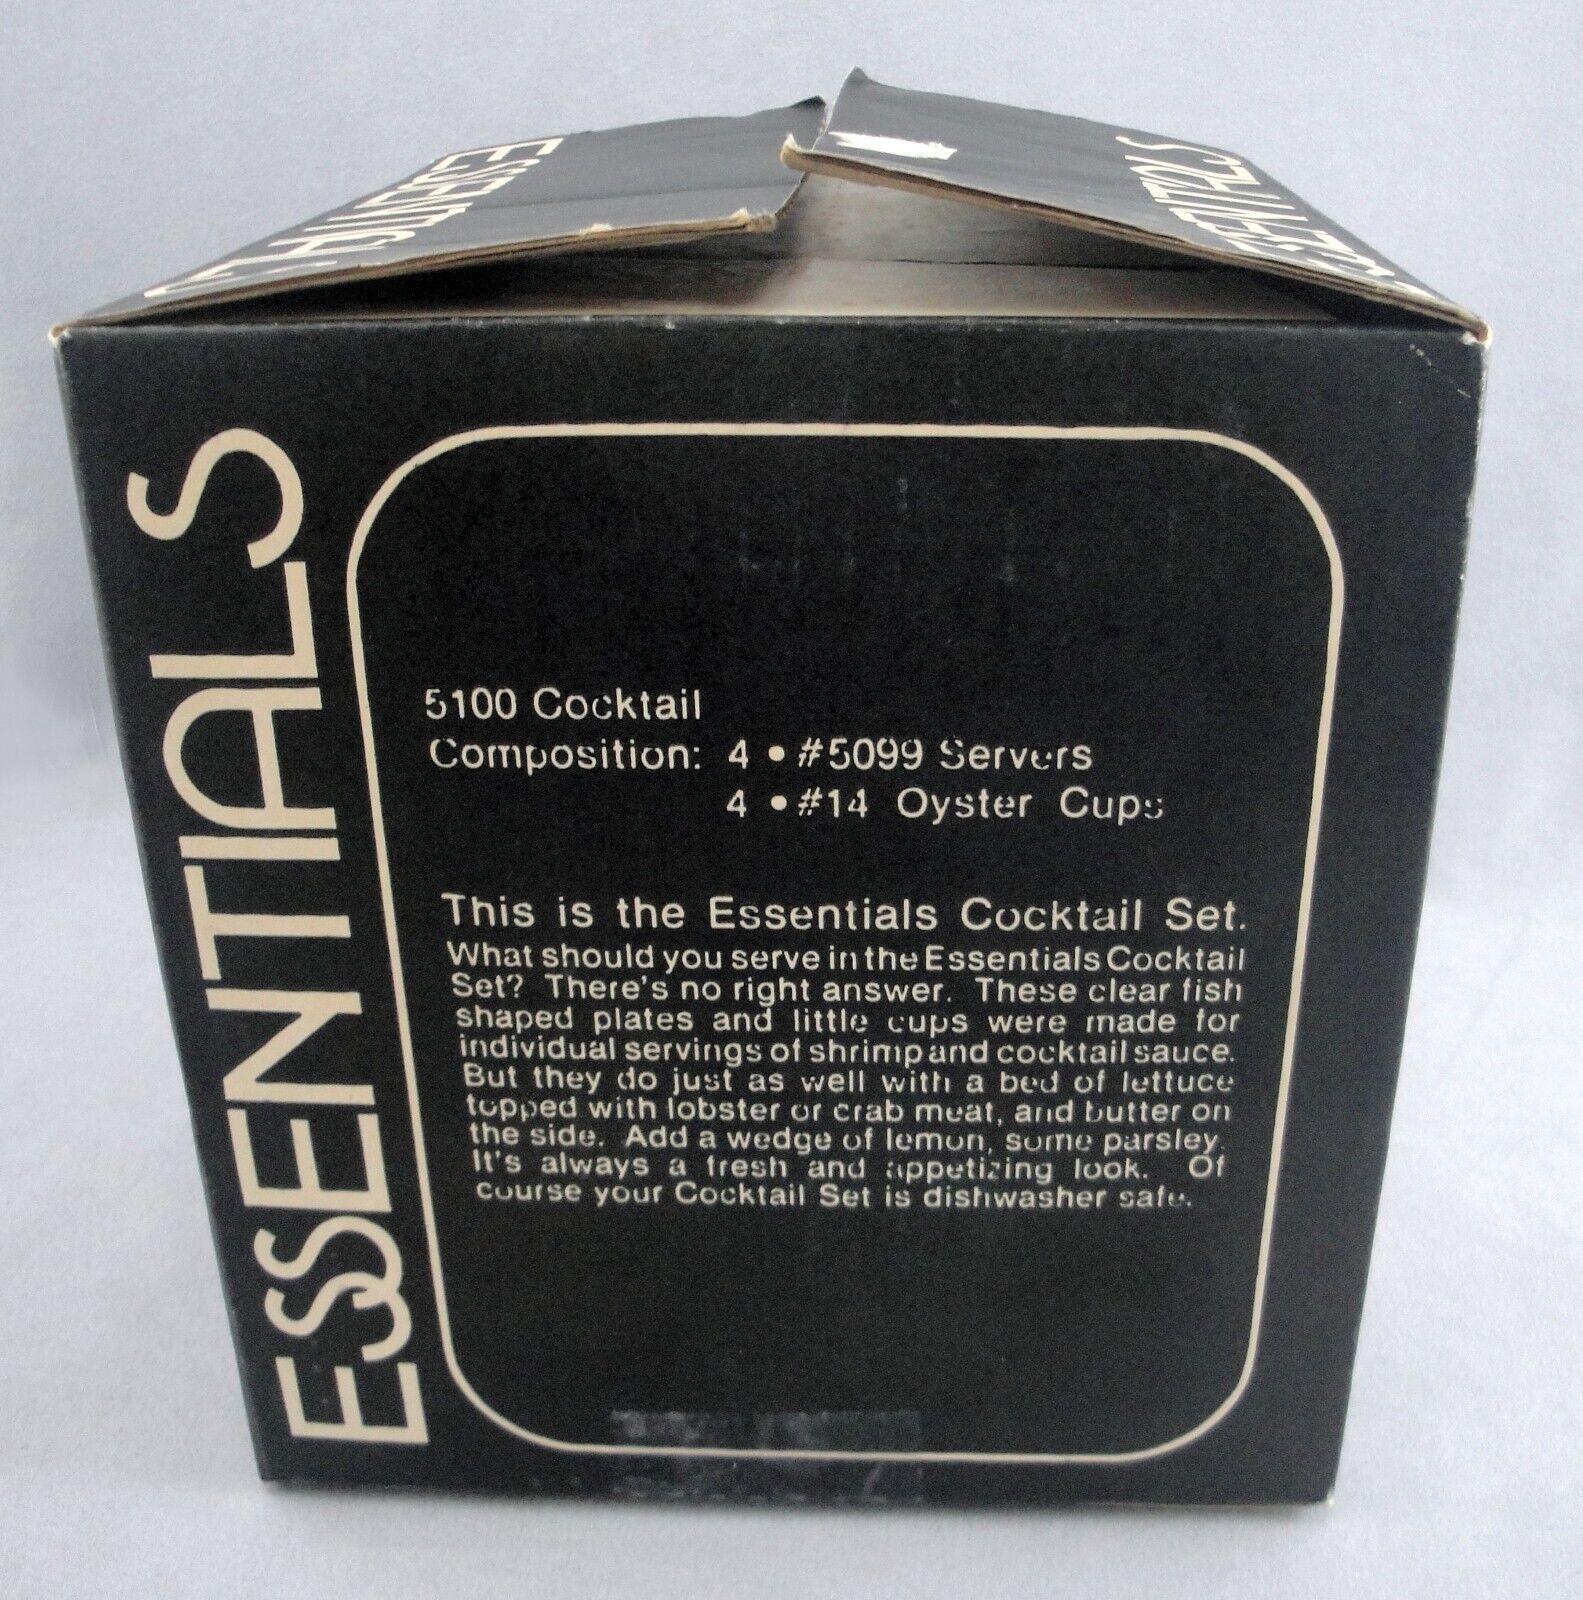 ESSENTIALS
ESSENTIALS
ESSENTIALS
5100 Cocktail
Composition: 4 • #5099 Servers
4 • #14 Oyster Cups
This is the Essentials Cocktail Set.
What should you serve in the Essentials Cocktail
Set? There's no right answer. These clear fish
shaped plates and little cups were made for
individual servings of shrimp and cocktail sauce.
But they do just as well with a bed of lettuce
topped with lobster or crab meat, and butter on
the side. Add a wedge of lemon, some parsley.
It's always a fresh and appetizing look. Of
course your Cocktail Set is dishwasher safe.